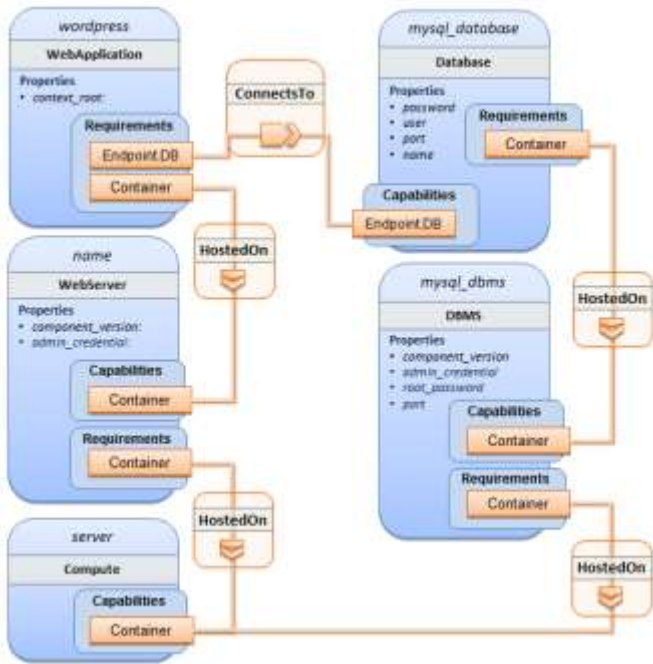 wordpress
WebApplication
Properties
• context_root:
Requirements
Endpoint.DB
Container
ConnectsTo
mysql_database
Database
Properties
• password
• user
• port
• name
Requirements
Container
Capabilities
Endpoint.DB
HostedOn
name
WebServer
Properties
• component_version:
• admin_credential:
Capabilities
Container
Requirements
Container
HostedOn
mysql_dbms
DBMS
Properties
• component_version
• admin_credential
• root_password
• port
Capabilities
Container
Requirements
Container
HostedOn
server
Compute
Capabilities
Container
HostedOn